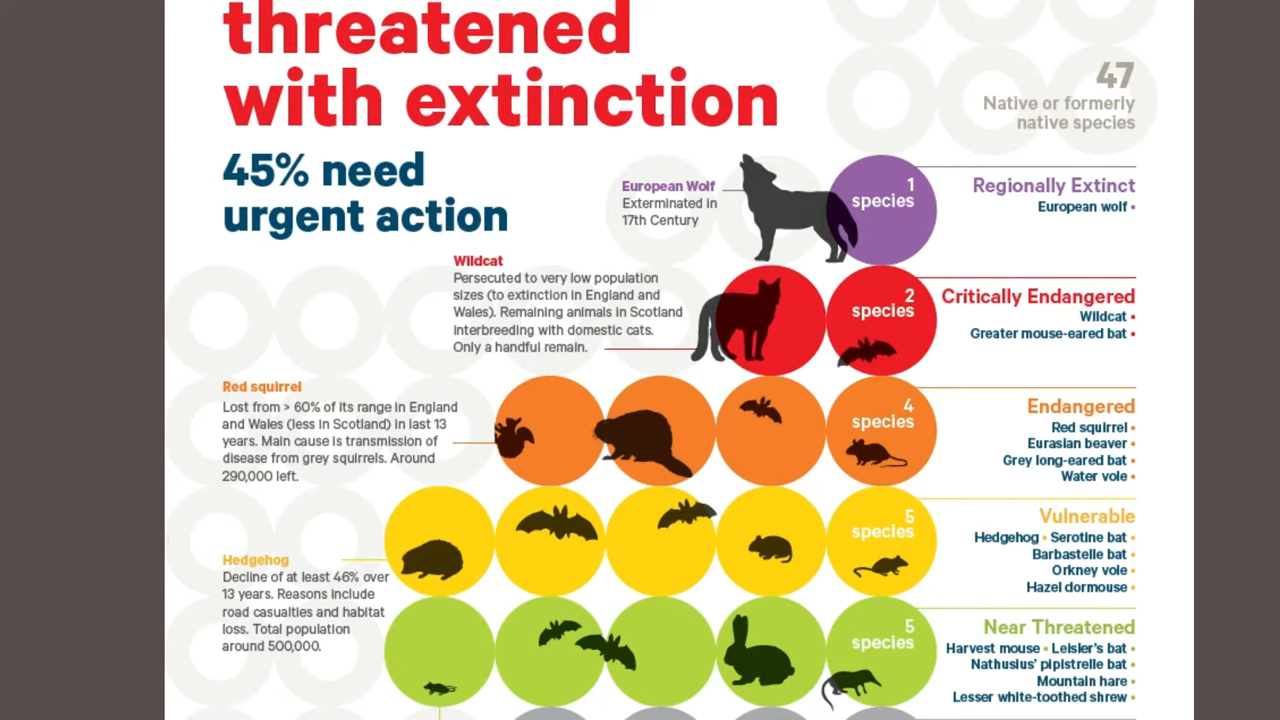 threatened
with extinction
45% need
urgent action
47
Native or formerly
native species
European Wolf
Exterminated in
17th Century
1
species
Regionally Extinct
European wolf •
Wildcat
Persecuted to very low population
sizes (to extinction in England and
Wales). Remaining animals in Scotland
interbreeding with domestic cats.
Only a handful remain.
2
species
Critically Endangered
Wildcat •
Greater mouse-eared bat •
Red squirrel
Lost from > 60% of its range in England
and Wales (less in Scotland) in last 13
years. Main cause is transmission of
disease from grey squirrels. Around
290,000 left.
4
species
Endangered
Red squirrel •
Eurasian beaver •
Grey long-eared bat •
Water vole •
Hedgehog
Decline of at least 46% over
13 years. Reasons include
road casualties and habitat
loss. Total population
around 500,000.
5
species
Vulnerable
Hedgehog • Serotine bat •
Barbastelle bat •
Orkney vole •
Hazel dormouse •
5
species
Near Threatened
Harvest mouse • Leisler's bat •
Nathusius' pipistrelle bat •
Mountain hare •
Lesser white-toothed shrew •